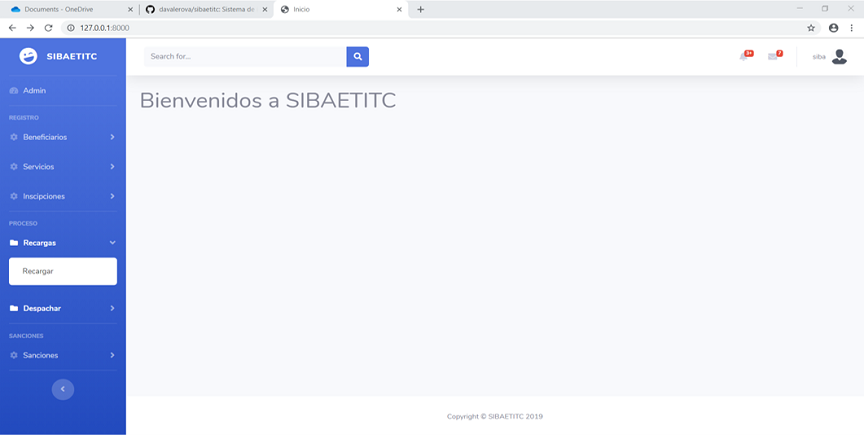 Documents - OneDrive
davalerova/sibaetitc: Sistema de
Inicio
127.0.0.1:8000
SIBAETITC
Search for...
3+
7
siba
Admin
Bienvenidos a SIBAETITC
REGISTRO
Beneficiarios
Servicios
Inscipciones
PROCESO
Recargas
Recargar
Despachar
SANCIONES
Sanciones
Copyright © SIBAETITC 2019